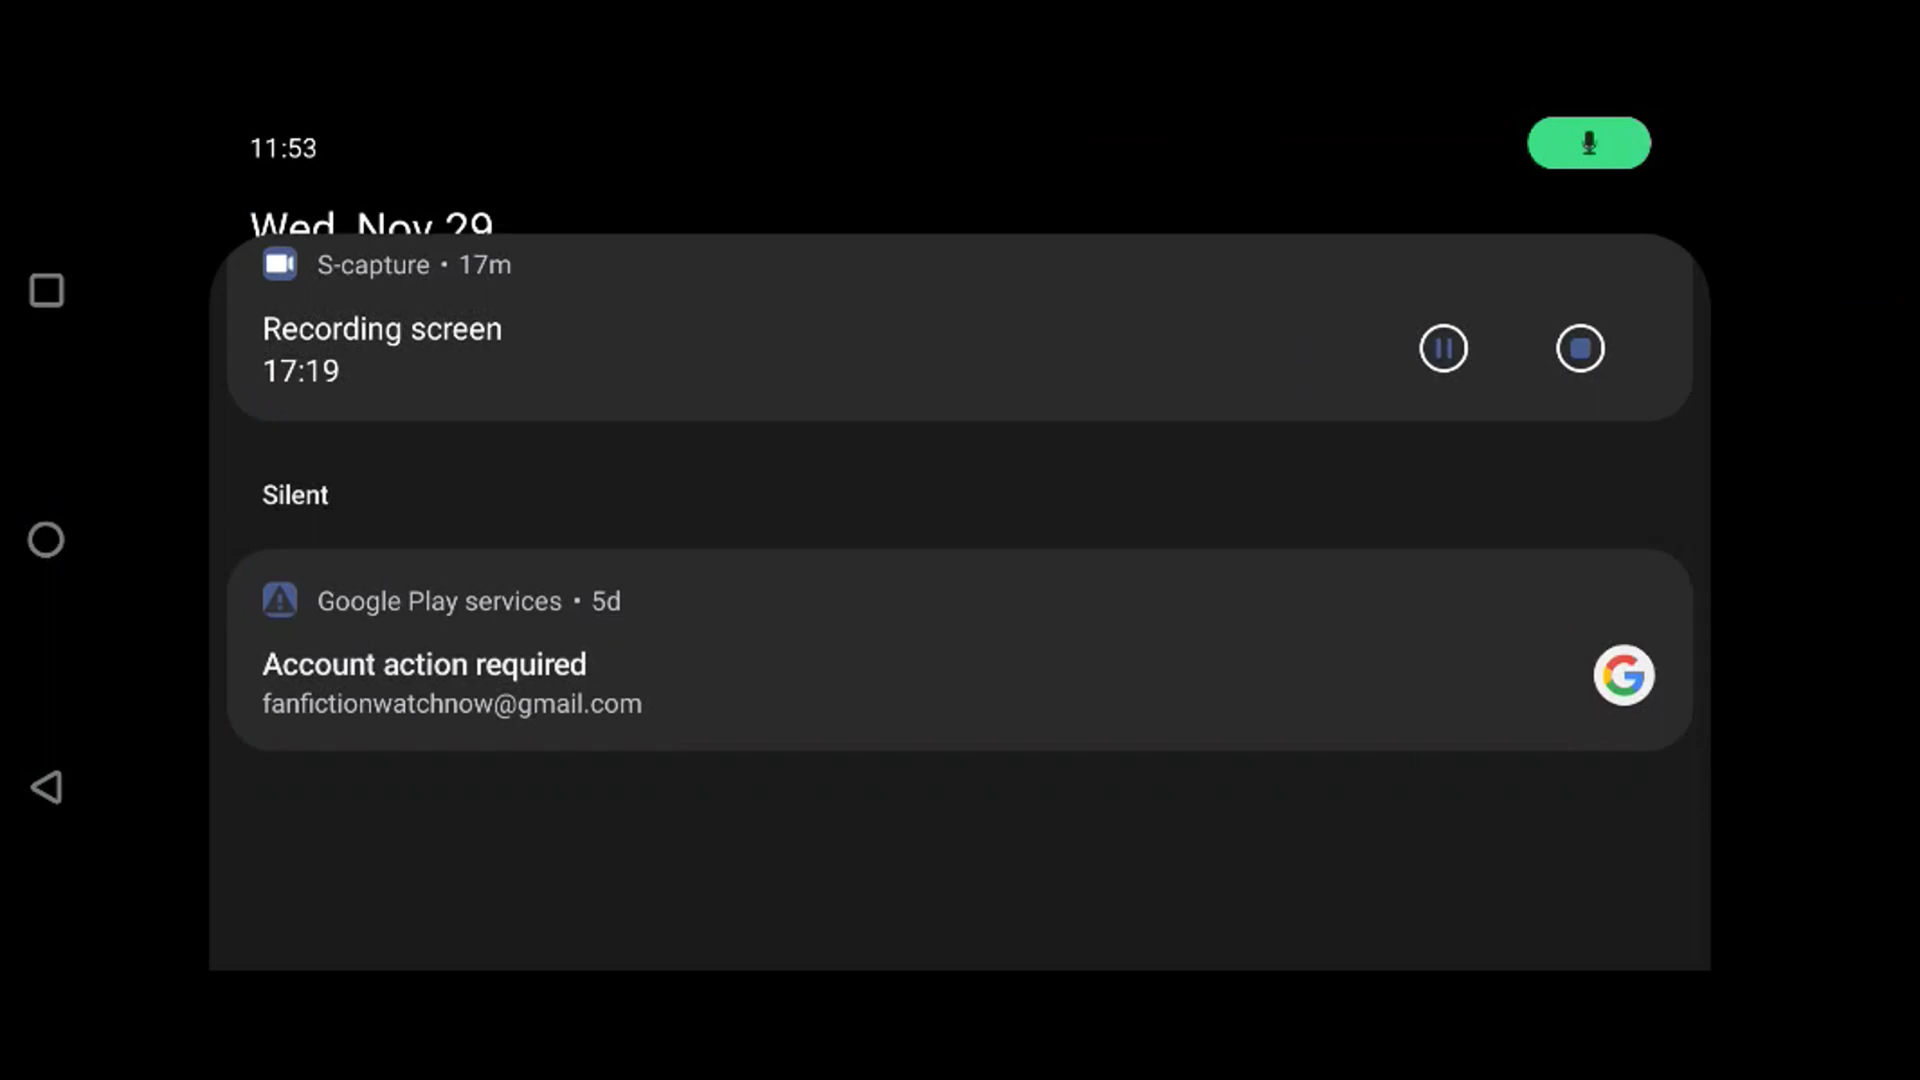 11:53
Wed, Nov 29
S-capture • 17m
Recording screen
17:19
Silent
Google Play services • 5d
Account action required
fanfictionwatchnow@gmail.com